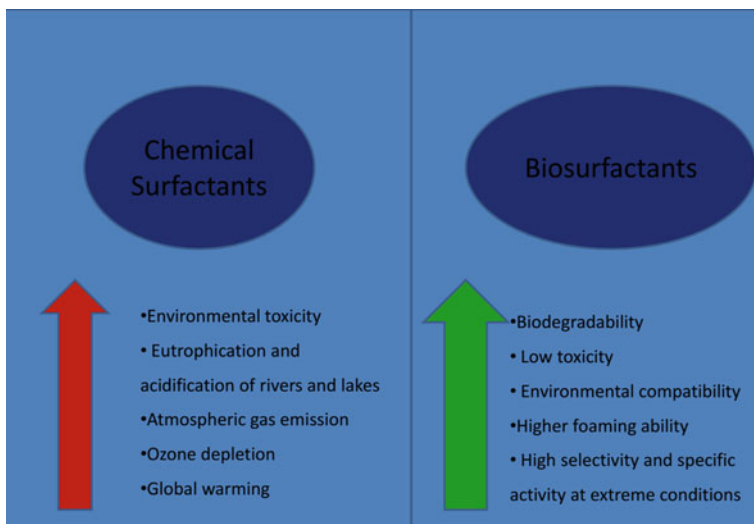 Chemical
Surfactants
•Environmental toxicity
• Eutrophication and
acidification of rivers and lakes
•Atmospheric gas emission
•Ozone depletion
•Global warming
Biosurfactants
•Biodegradability
• Low toxicity
• Environmental compatibility
•Higher foaming ability
• High selectivity and specific
activity at extreme conditions